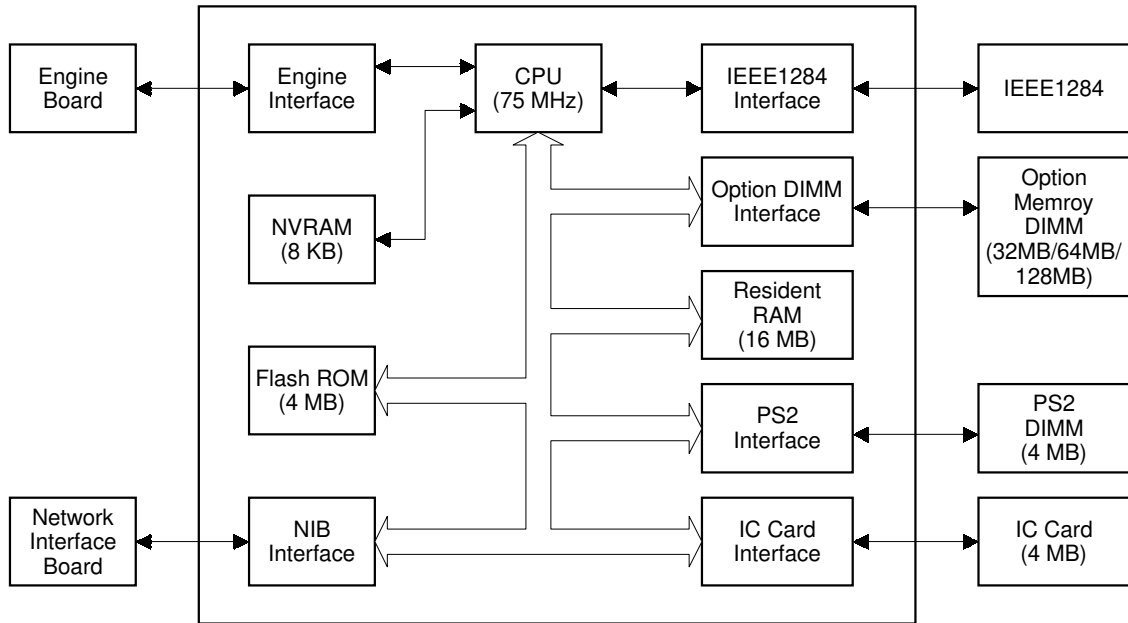 Engine
Board
Engine
Interface
CPU
(75 MHz)
IEEE1284
Interface
IEEE1284
NVRAM
(8 KB)
Option DIMM
Interface
Option
Memroy
DIMM
(32MB/64MB/
128MB)
Resident
RAM
(16 MB)
Flash ROM
(4 MB)
PS2
Interface
PS2
DIMM
(4 MB)
Network
Interface
Board
NIB
Interface
IC Card
Interface
IC Card
(4 MB)